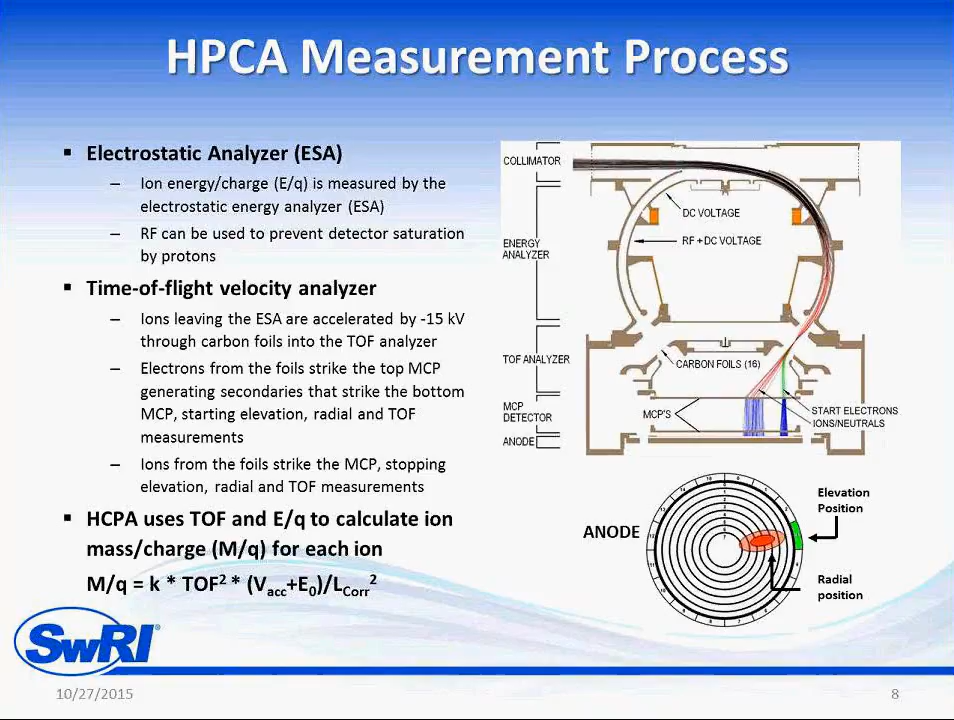 HPCA Measurement Process
▪ Electrostatic Analyzer (ESA)
– Ion energy/charge (E/q) is measured by the
electrostatic energy analyzer (ESA)
– RF can be used to prevent detector saturation
by protons
▪ Time-of-flight velocity analyzer
– Ions leaving the ESA are accelerated by -15 kV
through carbon foils into the TOF analyzer
– Electrons from the foils strike the top MCP
generating secondaries that strike the bottom
MCP, starting elevation, radial and TOF
measurements
– Ions from the foils strike the MCP, stopping
elevation, radial and TOF measurements
▪ HCPA uses TOF and E/q to calculate ion
mass/charge (M/q) for each ion
M/q = k * TOF² * (Vacc+E₀)/LCorr²
COLLIMATOR
DC VOLTAGE
RF + DC VOLTAGE
ENERGY
ANALYZER
TOF ANALYZER
CARBON FOILS (16)
MCP
DETECTOR
MCP'S
START ELECTRONS
IONS/NEUTRALS
ANODE
ANODE
Elevation
Position
Radial
position
SwRI®
10/27/2015
8